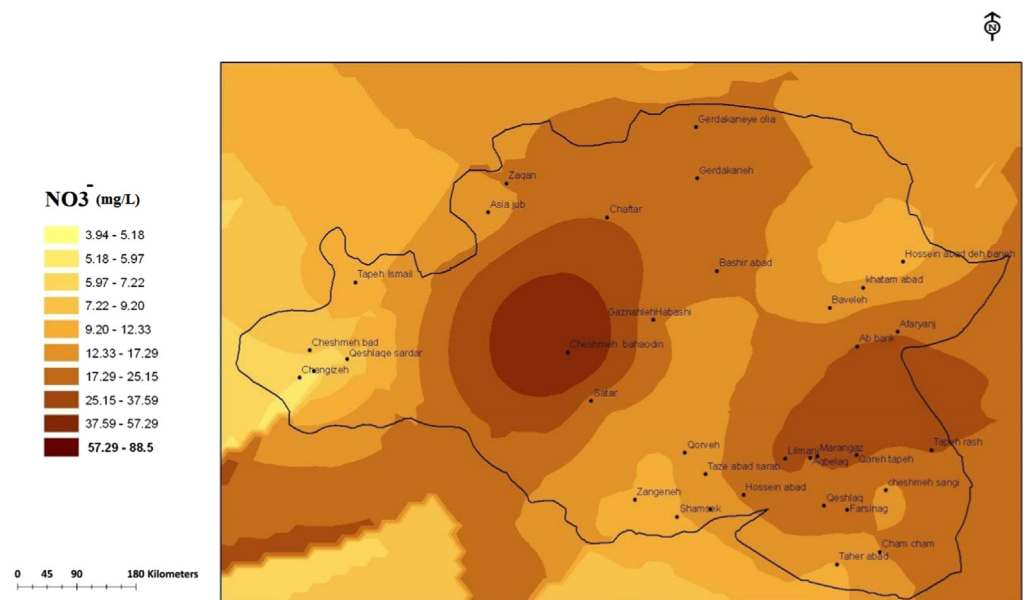 N
NO3- (mg/L)
3.94 - 5.18
5.18 - 5.97
5.97 - 7.22
7.22 - 9.20
9.20 - 12.33
12.33 - 17.29
17.29 - 25.15
25.15 - 37.59
37.59 - 57.29
57.29 - 88.5
0 45 90 180 Kilometers
Gerdakaneye olia
Gerdakaneh
Zaqan
Asia jub
Chaftar
Tapeh Ismail
Bashir abad
Hossein abad deh baneh
khatam abad
Baveleh
GaznahlehHabashi
Afaryanj
Ab barik
Cheshmeh bad
Qeshlaqe sardar
Cheshmeh bahaodin
Changizeh
Satar
Qorveh
Lilmani
Marangaz
Tapeh rash
Aqbelaq
Qareh tapeh
Taze abad sarab
Zangeneh
Hossein abad
cheshmeh sangi
Shamsek
Qeshlaq
Farsinag
Cham cham
Taher abad